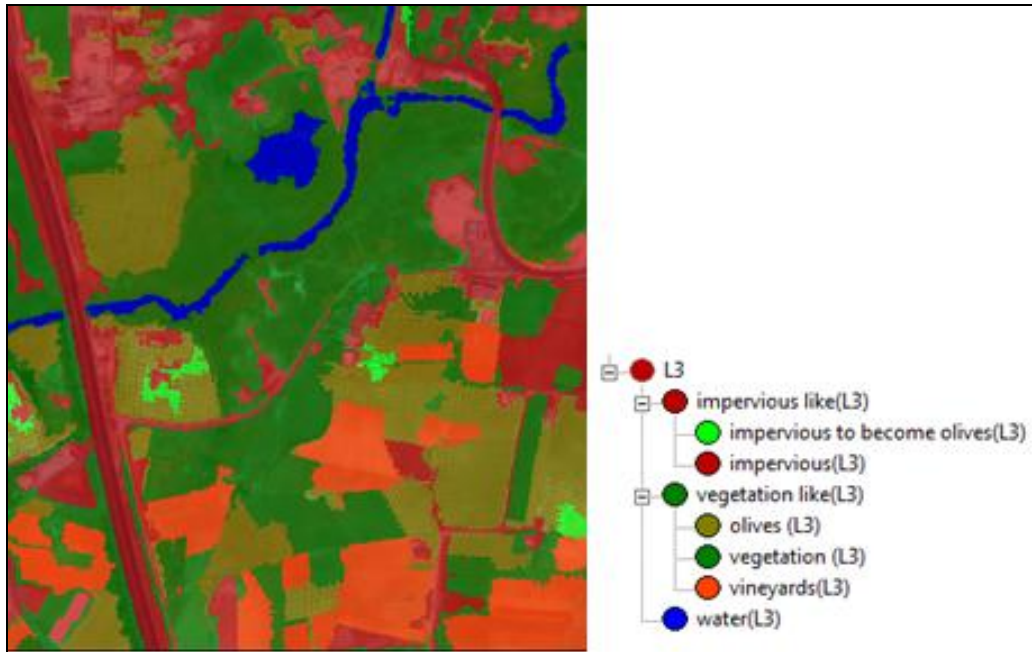 L3
impervious like(L3)
impervious to become olives(L3)
impervious(L3)
vegetation like(L3)
olives (L3)
vegetation (L3)
vineyards(L3)
water(L3)